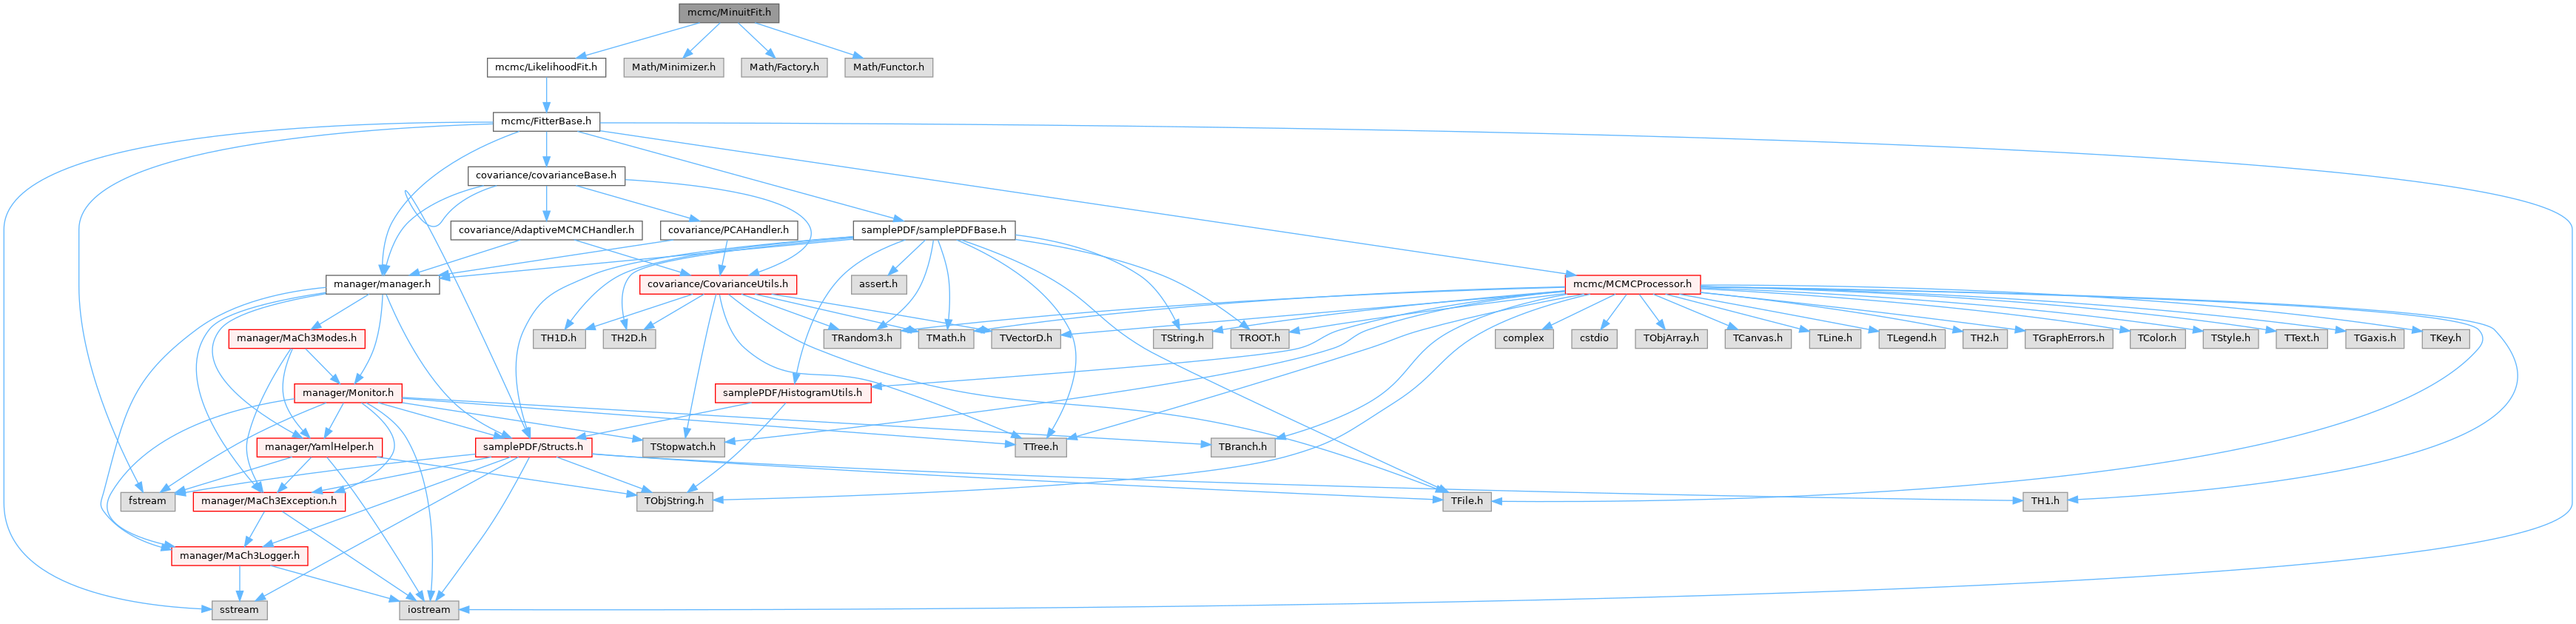 mcmc/MinuitFit.h
mcmc/LikelihoodFit.h
Math/Minimizer.h
Math/Factory.h
Math/Functor.h
mcmc/FitterBase.h
covariance/covarianceBase.h
covariance/AdaptiveMCMCHandler.h
covariance/PCAHandler.h
samplePDF/samplePDFBase.h
manager/manager.h
covariance/CovarianceUtils.h
assert.h
mcmc/MCMCProcessor.h
manager/MaCh3Modes.h
TH1D.h
TH2D.h
TRandom3.h
TMath.h
TVectorD.h
TString.h
TROOT.h
complex
cstdio
TObjArray.h
TCanvas.h
TLine.h
TLegend.h
TH2.h
TGraphErrors.h
TColor.h
TStyle.h
TText.h
TGaxis.h
TKey.h
manager/Monitor.h
samplePDF/HistogramUtils.h
manager/YamlHelper.h
samplePDF/Structs.h
TStopwatch.h
TTree.h
TBranch.h
fstream
manager/MaCh3Exception.h
TObjString.h
TFile.h
TH1.h
manager/MaCh3Logger.h
sstream
iostream